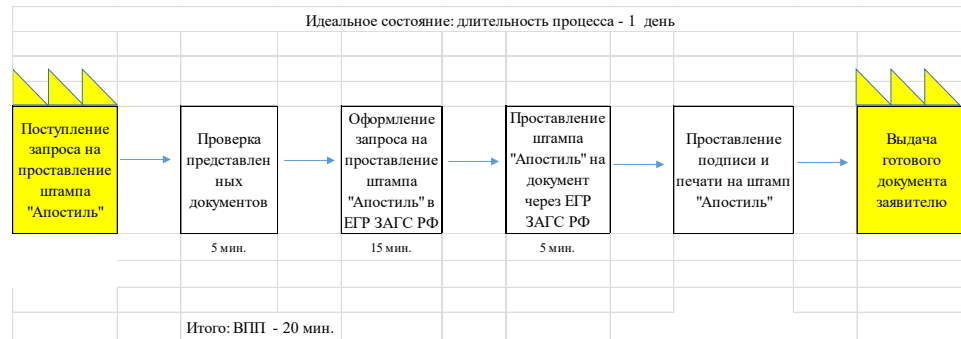 Идеальное состояние: длительность процесса - 1 день
Поступление
запроса на
проставление
штампа
"Апостиль"
Проверка
представлен
ных
документов
Оформление
запроса на
проставление
штампа
"Апостиль" в
ЕГР ЗАГС РФ
Проставление
штампа
"Апостиль" на
документ
через ЕГР
ЗАГС РФ
Проставление
подписи и
печати на штамп
"Апостиль"
Выдача
готового
документа
заявителю
5 мин.
15 мин.
5 мин.
Итого: ВПП - 20 мин.